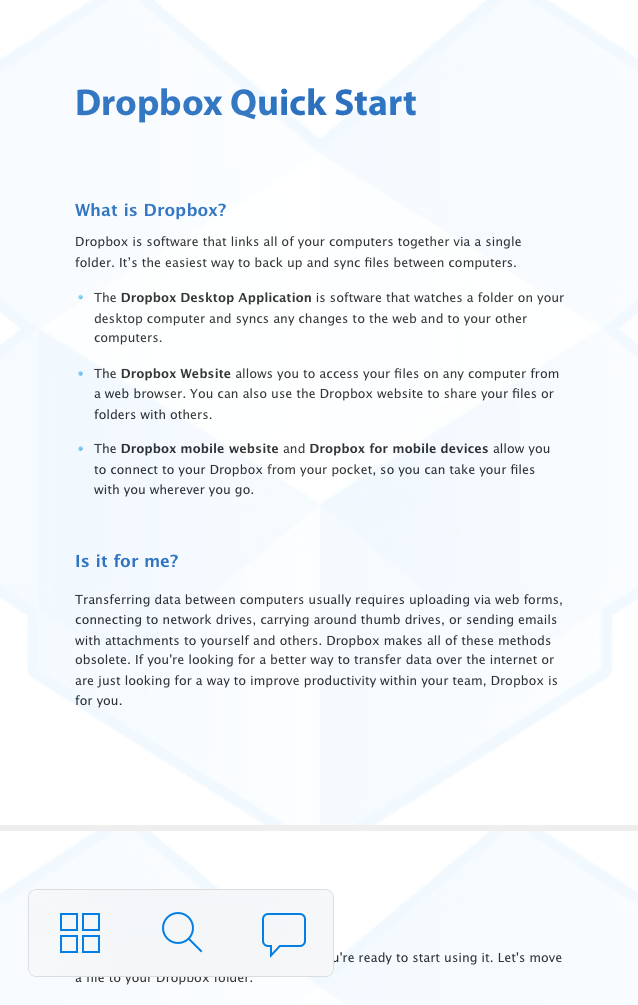 Dropbox Quick Start
What is Dropbox?
Dropbox is software that links all of your computers together via a single
folder. It’s the easiest way to back up and sync files between computers.
• The Dropbox Desktop Application is software that watches a folder on your
desktop computer and syncs any changes to the web and to your other
computers.
• The Dropbox Website allows you to access your files on any computer from
a web browser. You can also use the Dropbox website to share your files or
folders with others.
• The Dropbox mobile website and Dropbox for mobile devices allow you
to connect to your Dropbox from your pocket, so you can take your files
with you wherever you go.
Is it for me?
Transferring data between computers usually requires uploading via web forms,
connecting to network drives, carrying around thumb drives, or sending emails
with attachments to yourself and others. Dropbox makes all of these methods
obsolete. If you're looking for a better way to transfer data over the internet or
are just looking for a way to improve productivity within your team, Dropbox is
for you.
're ready to start using it. Let's move
a file to your Dropbox folder.